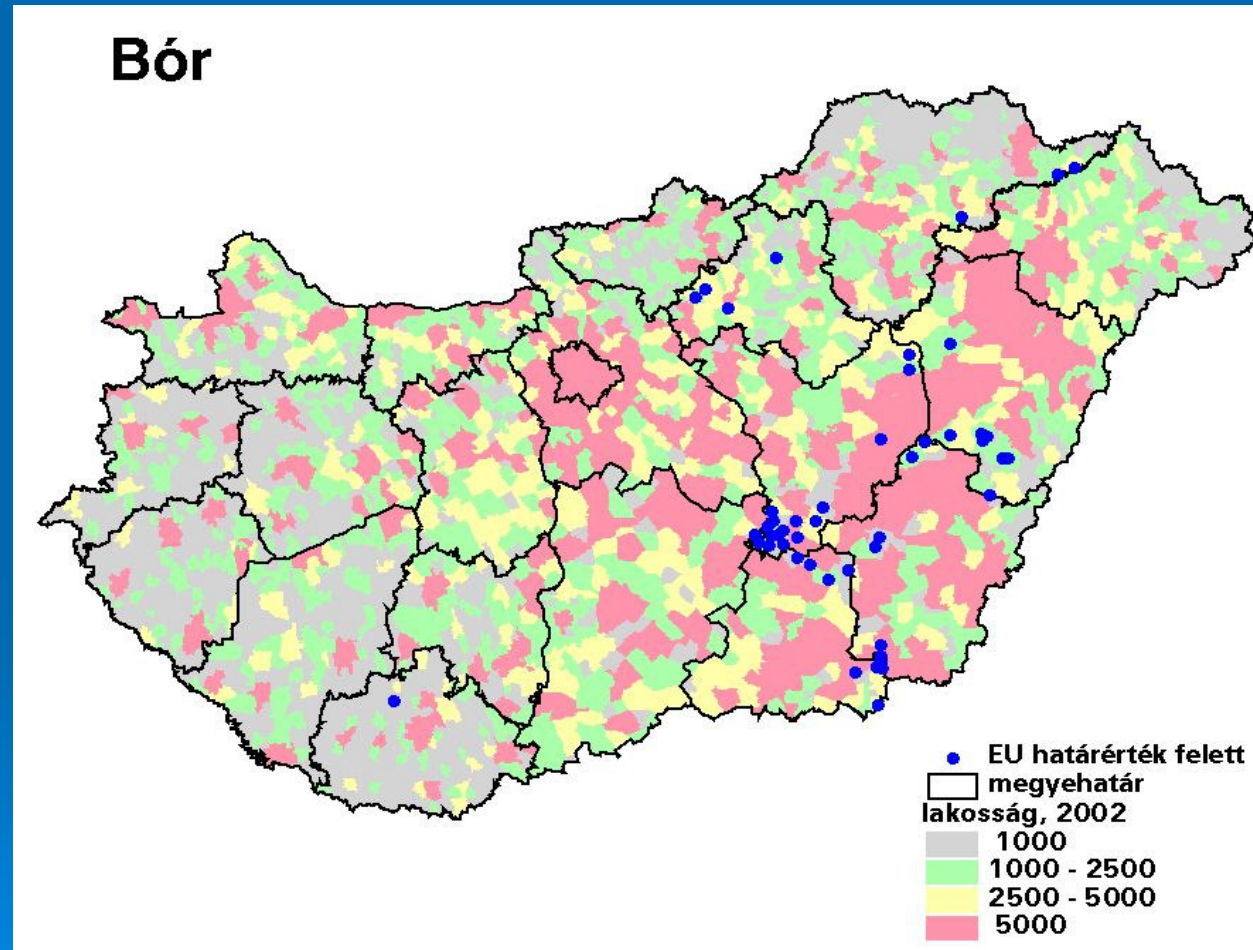 Bór
EU határérték felett
megyehatár
lakosság, 2002
1000
1000 - 2500
2500 - 5000
5000